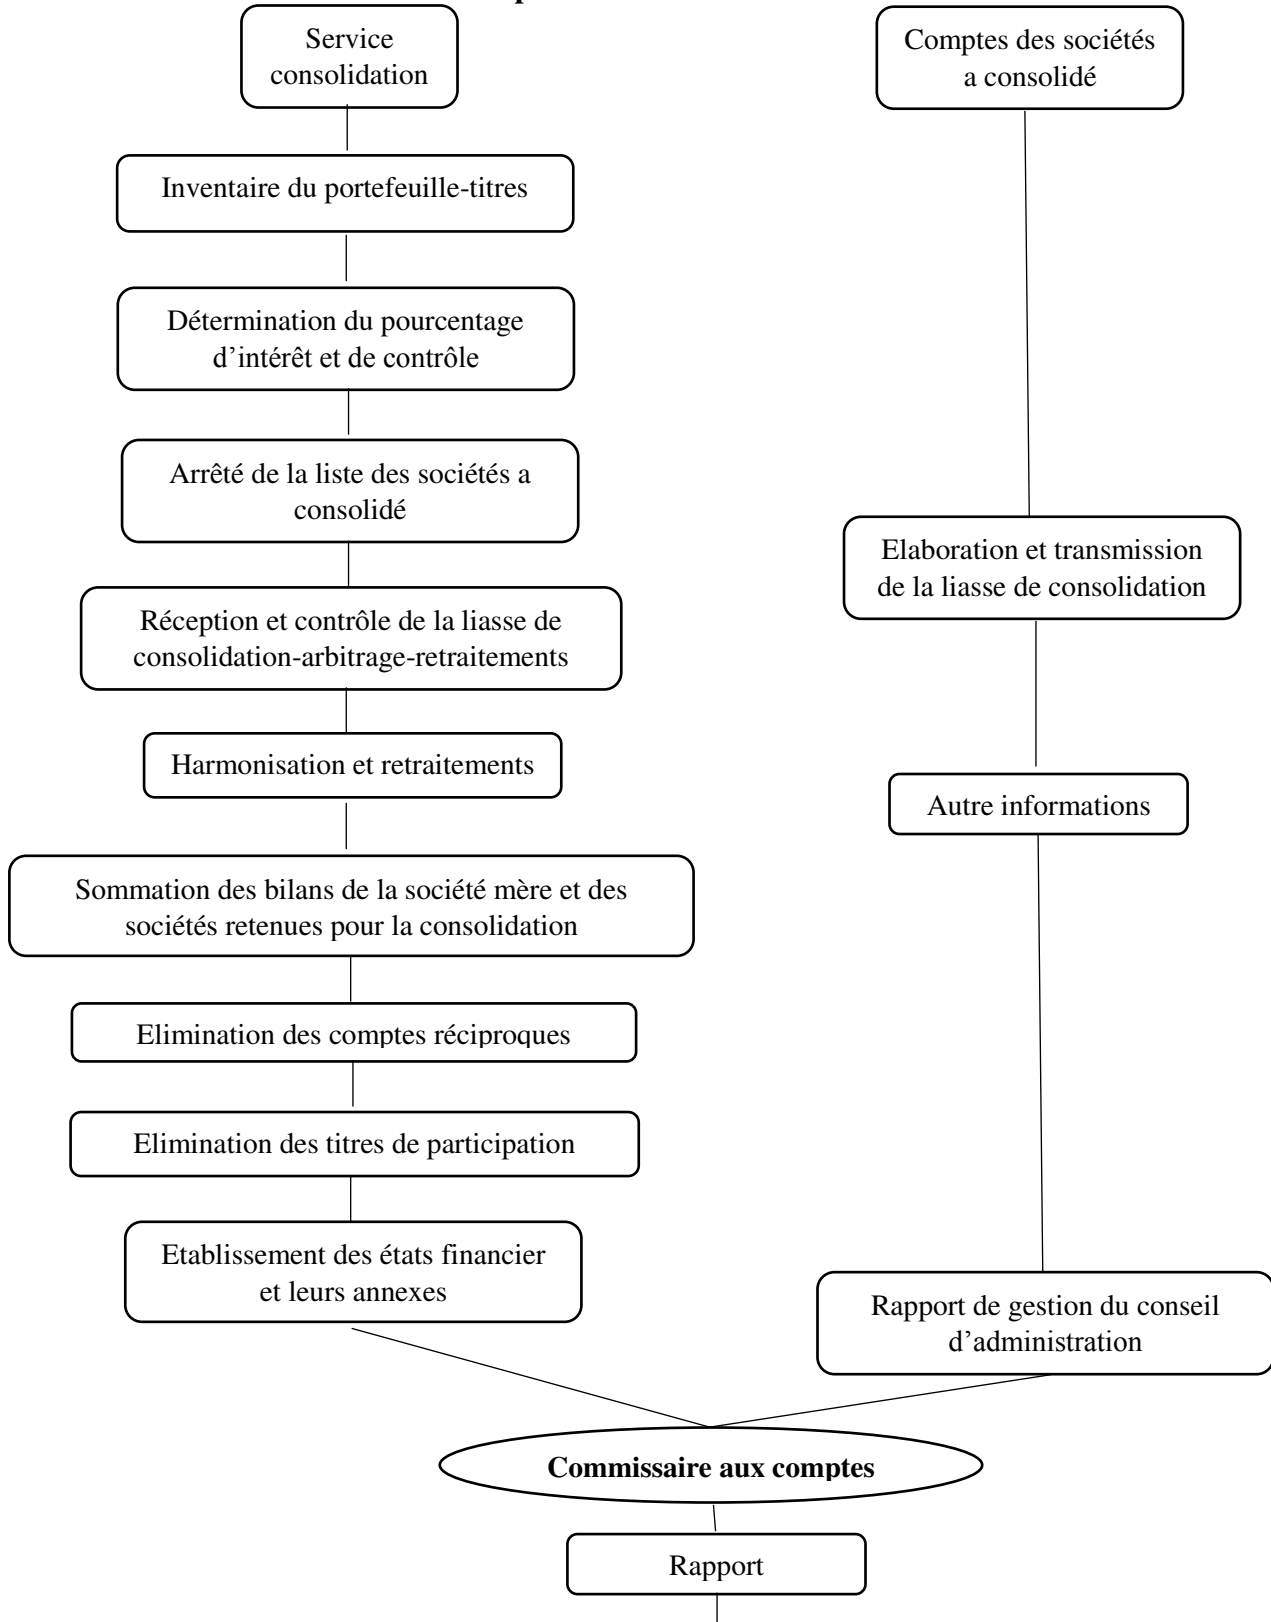 Service
consolidation
Inventaire du portefeuille-titres
Détermination du pourcentage
d’intérêt et de contrôle
Arrêté de la liste des sociétés a
consolidé
Réception et contrôle de la liasse de
consolidation-arbitrage-retraitements
Harmonisation et retraitements
Sommation des bilans de la société mère et des
sociétés retenues pour la consolidation
Elimination des comptes réciproques
Elimination des titres de participation
Etablissement des états financier
et leurs annexes
Comptes des sociétés
a consolidé
Elaboration et transmission
de la liasse de consolidation
Autre informations
Rapport de gestion du conseil
d’administration
Commissaire aux comptes
Rapport